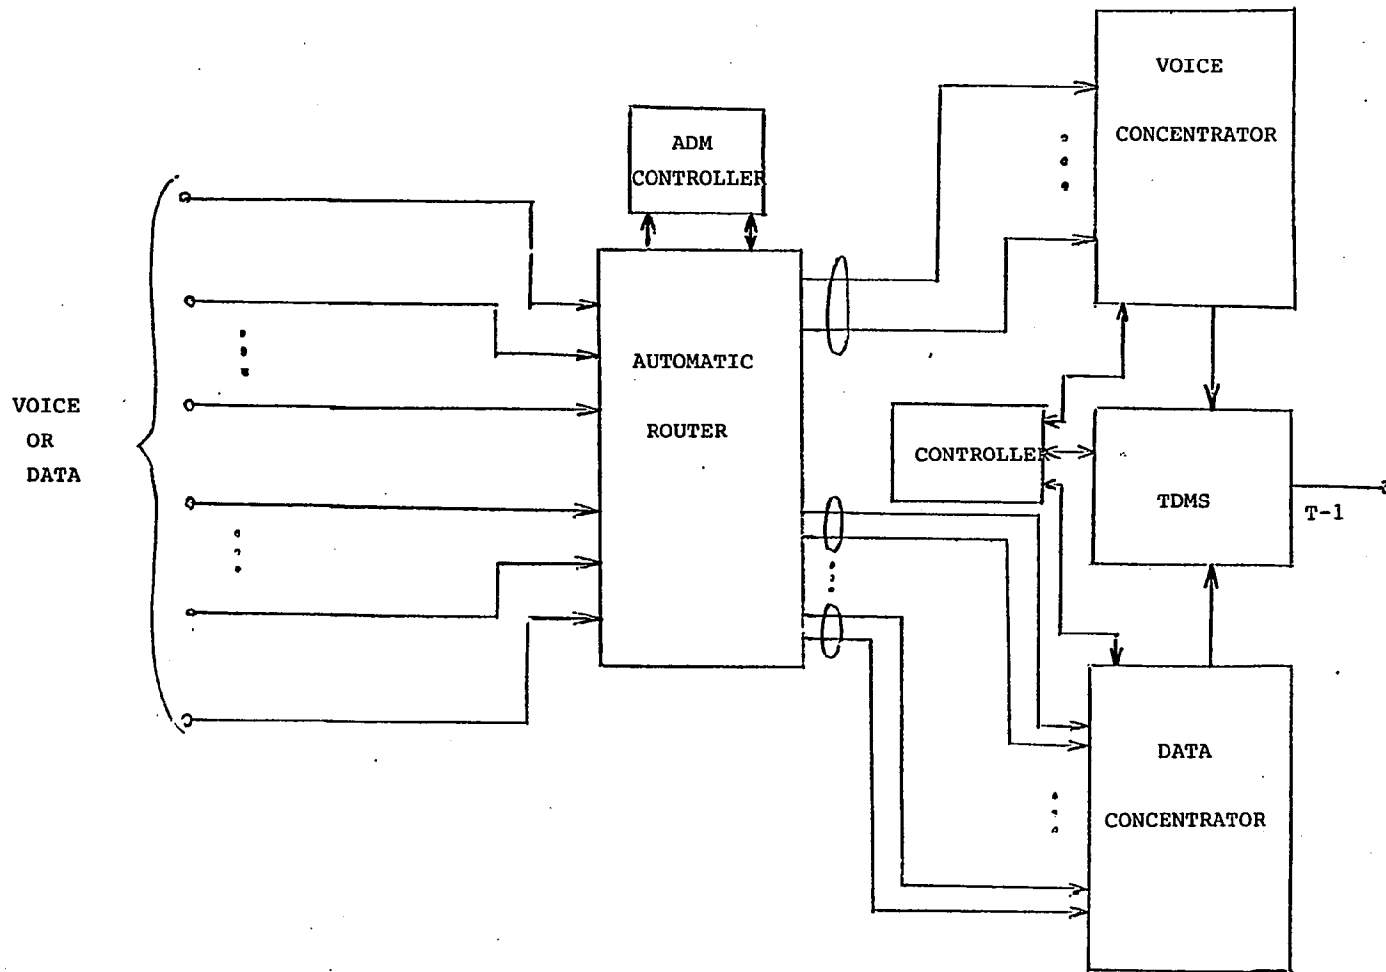 VOICE
OR
DATA
ADM
CONTROLLER
AUTOMATIC
ROUTER
VOICE
CONCENTRATOR
CONTROLLER
TDMS
T-1
DATA
CONCENTRATOR